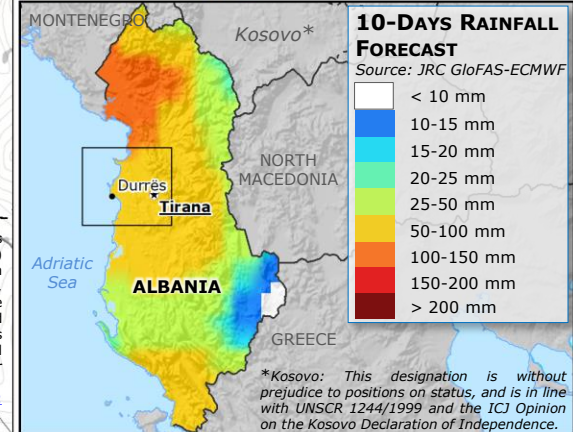 MONTENEGRO
Kosovo*
10-DAYS RAINFALL
FORECAST
Source: JRC GloFAS-ECMWF
< 10 mm
10-15 mm
15-20 mm
20-25 mm
25-50 mm
50-100 mm
100-150 mm
150-200 mm
> 200 mm
NORTH
MACEDONIA
Durrës
Tirana
Adriatic
Sea
ALBANIA
GREECE
*Kosovo: This designation is without
prejudice to positions on status, and is in line
with UNSCR 1244/1999 and the ICJ Opinion
on the Kosovo Declaration of Independence.